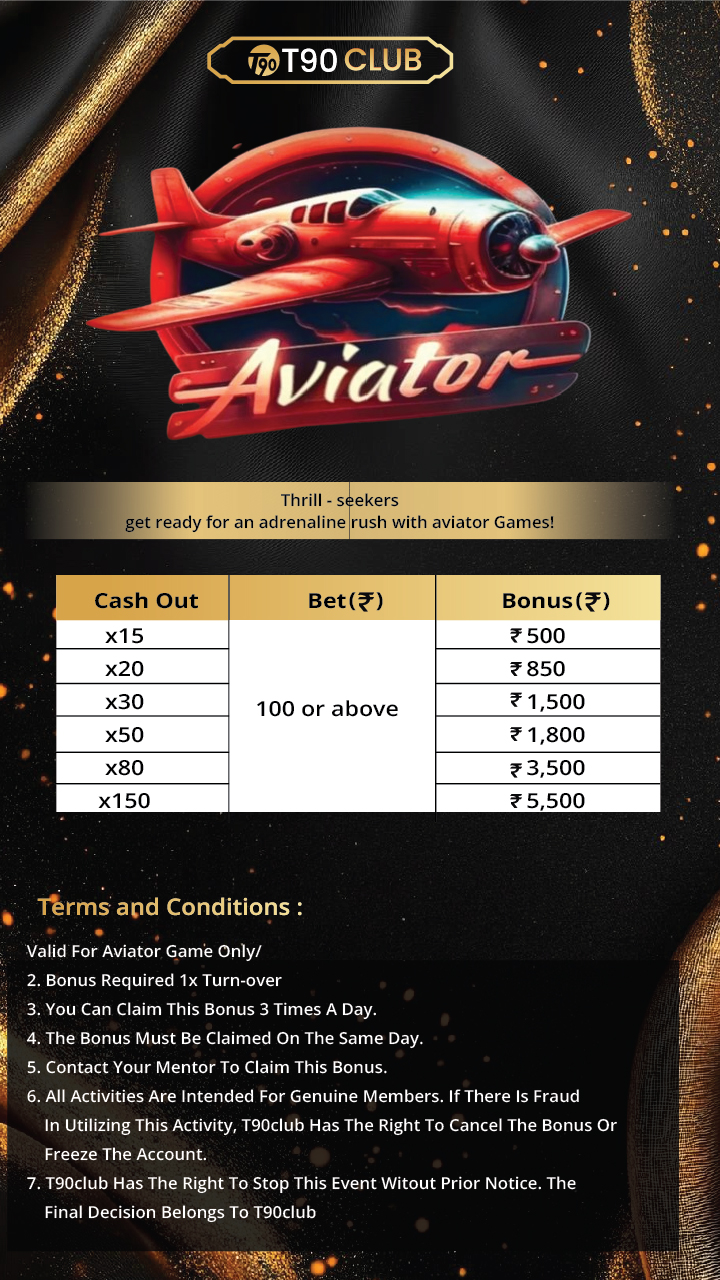 T90 T90 CLUB
Aviator
Thrill - seekers
get ready for an adrenaline rush with aviator Games!
Cash Out Bet(₹) Bonus(₹)
x15 ₹ 500
x20 ₹ 850
x30 ₹ 1,500
100 or above
x50 ₹ 1,800
x80 ₹ 3,500
x150 ₹ 5,500
Terms and Conditions :
Valid For Aviator Game Only/
2. Bonus Required 1x Turn-over
3. You Can Claim This Bonus 3 Times A Day.
4. The Bonus Must Be Claimed On The Same Day.
5. Contact Your Mentor To Claim This Bonus.
6. All Activities Are Intended For Genuine Members. If There Is Fraud
In Utilizing This Activity, T90club Has The Right To Cancel The Bonus Or
Freeze The Account.
7. T90club Has The Right To Stop This Event Witout Prior Notice. The
Final Decision Belongs To T90club